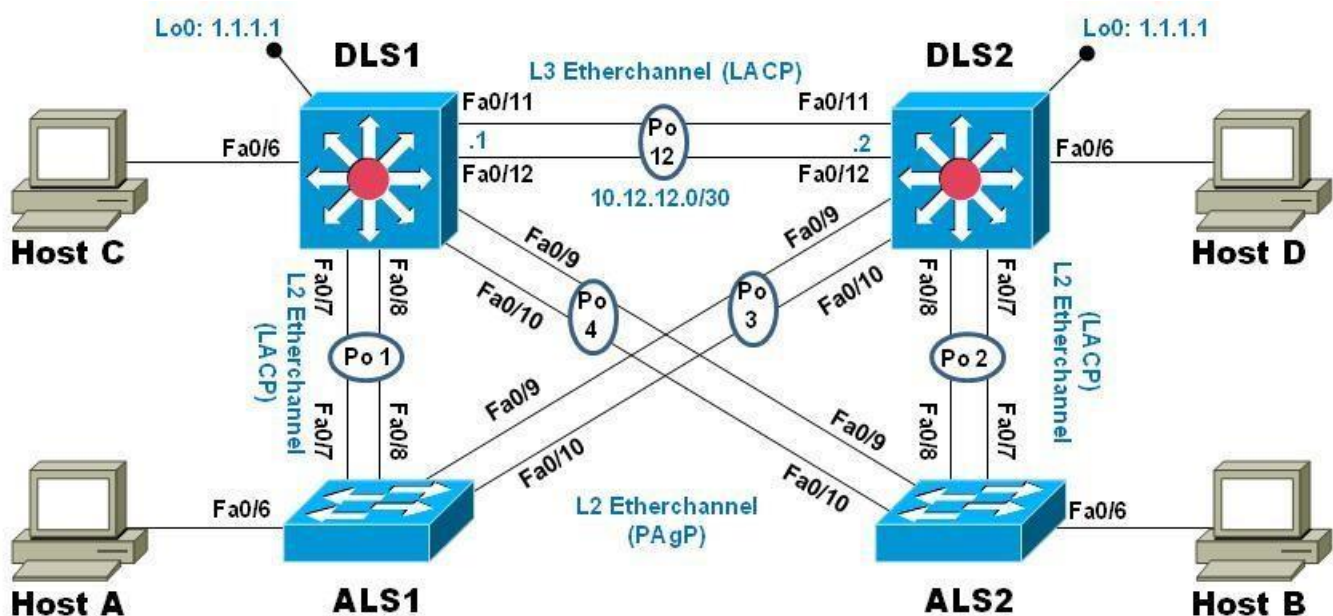 Lo0: 1.1.1.1
Lo0: 1.1.1.1
DLS1
DLS2
L3 Etherchannel (LACP)
Fa0/11
Fa0/11
Po
12
.1
.2
Fa0/6
Fa0/6
Fa0/12
Fa0/12
10.12.12.0/30
Host C
Host D
Fa0/9
Fa0/9
Fa0/10
Fa0/10
Fa0/7
Fa0/8
Fa0/8
Fa0/7
L2 Etherchannel
(LACP)
L2 Etherchannel
(LACP)
Po
4
Po
3
Po 1
Po 2
Fa0/7
Fa0/8
Fa0/9
Fa0/10
Fa0/9
Fa0/10
Fa0/8
Fa0/7
L2 Etherchannel
(PAgP)
Fa0/6
Fa0/6
Host A
ALS1
ALS2
Host B